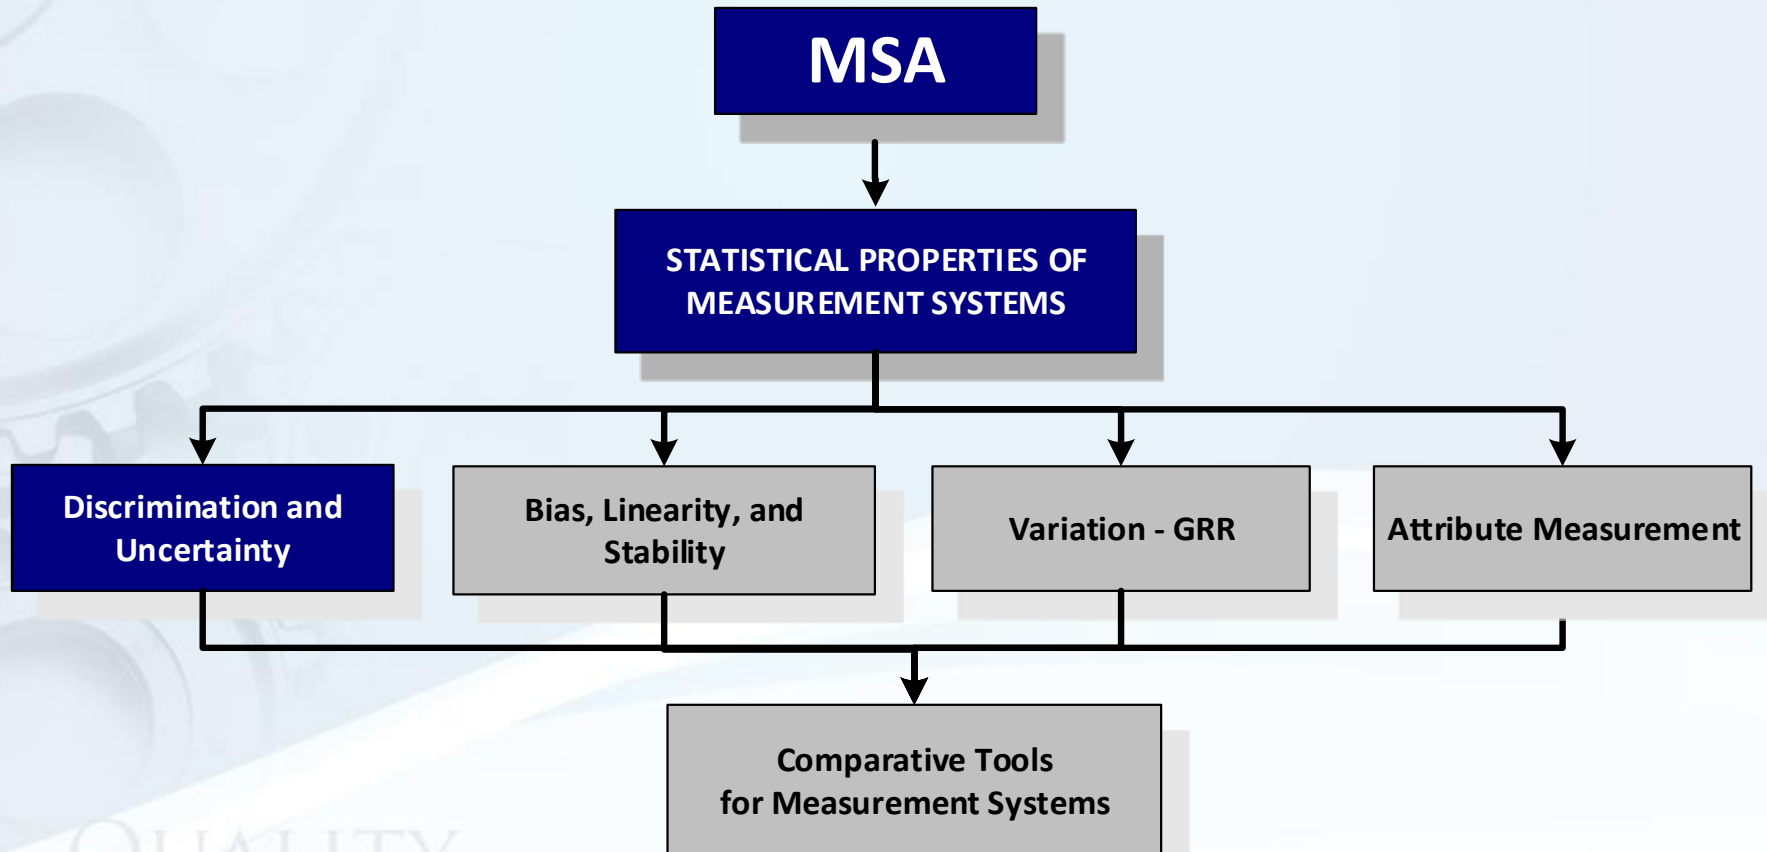 MSA
STATISTICAL PROPERTIES OF
MEASUREMENT SYSTEMS
Discrimination and
Uncertainty
Bias, Linearity, and
Stability
Variation - GRR
Attribute Measurement
Comparative Tools
for Measurement Systems
QUALITY